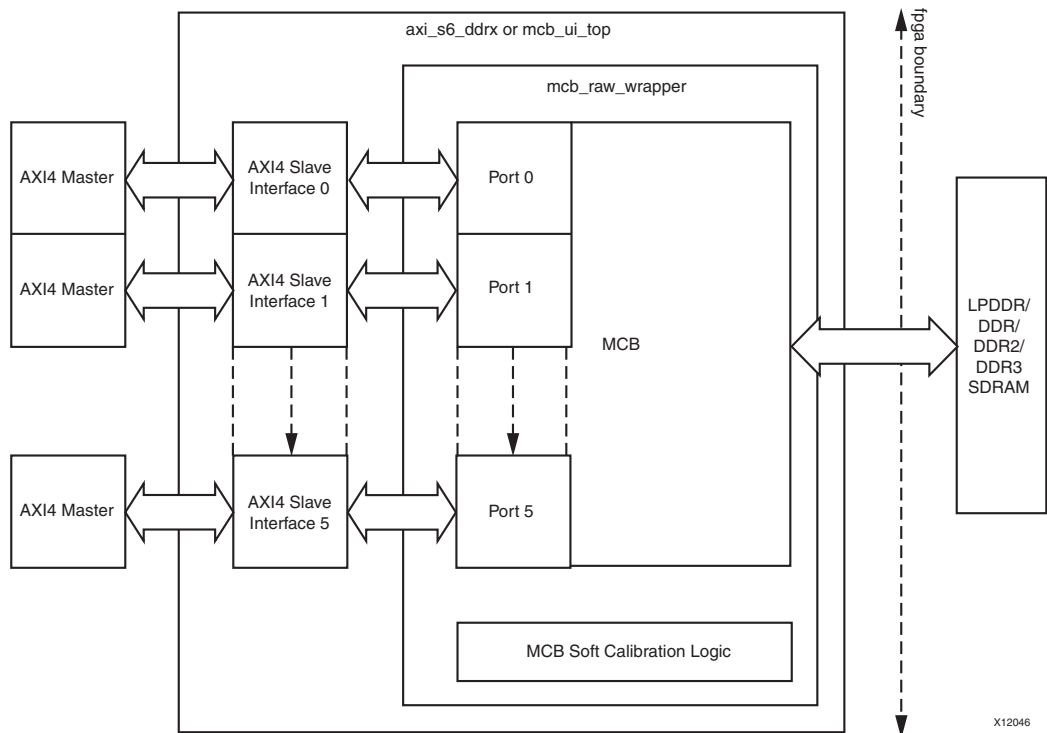 axi_s6_ddrx or mcb_ui_top
fpga boundary
mcb_raw_wrapper
AXI4 Master
AXI4 Slave
Interface 0
Port 0
AXI4 Master
AXI4 Slave
Interface 1
Port 1
MCB
LPDDR/
DDR/
DDR2/
DDR3
SDRAM
AXI4 Master
AXI4 Slave
Interface 5
Port 5
MCB Soft Calibration Logic
X12046